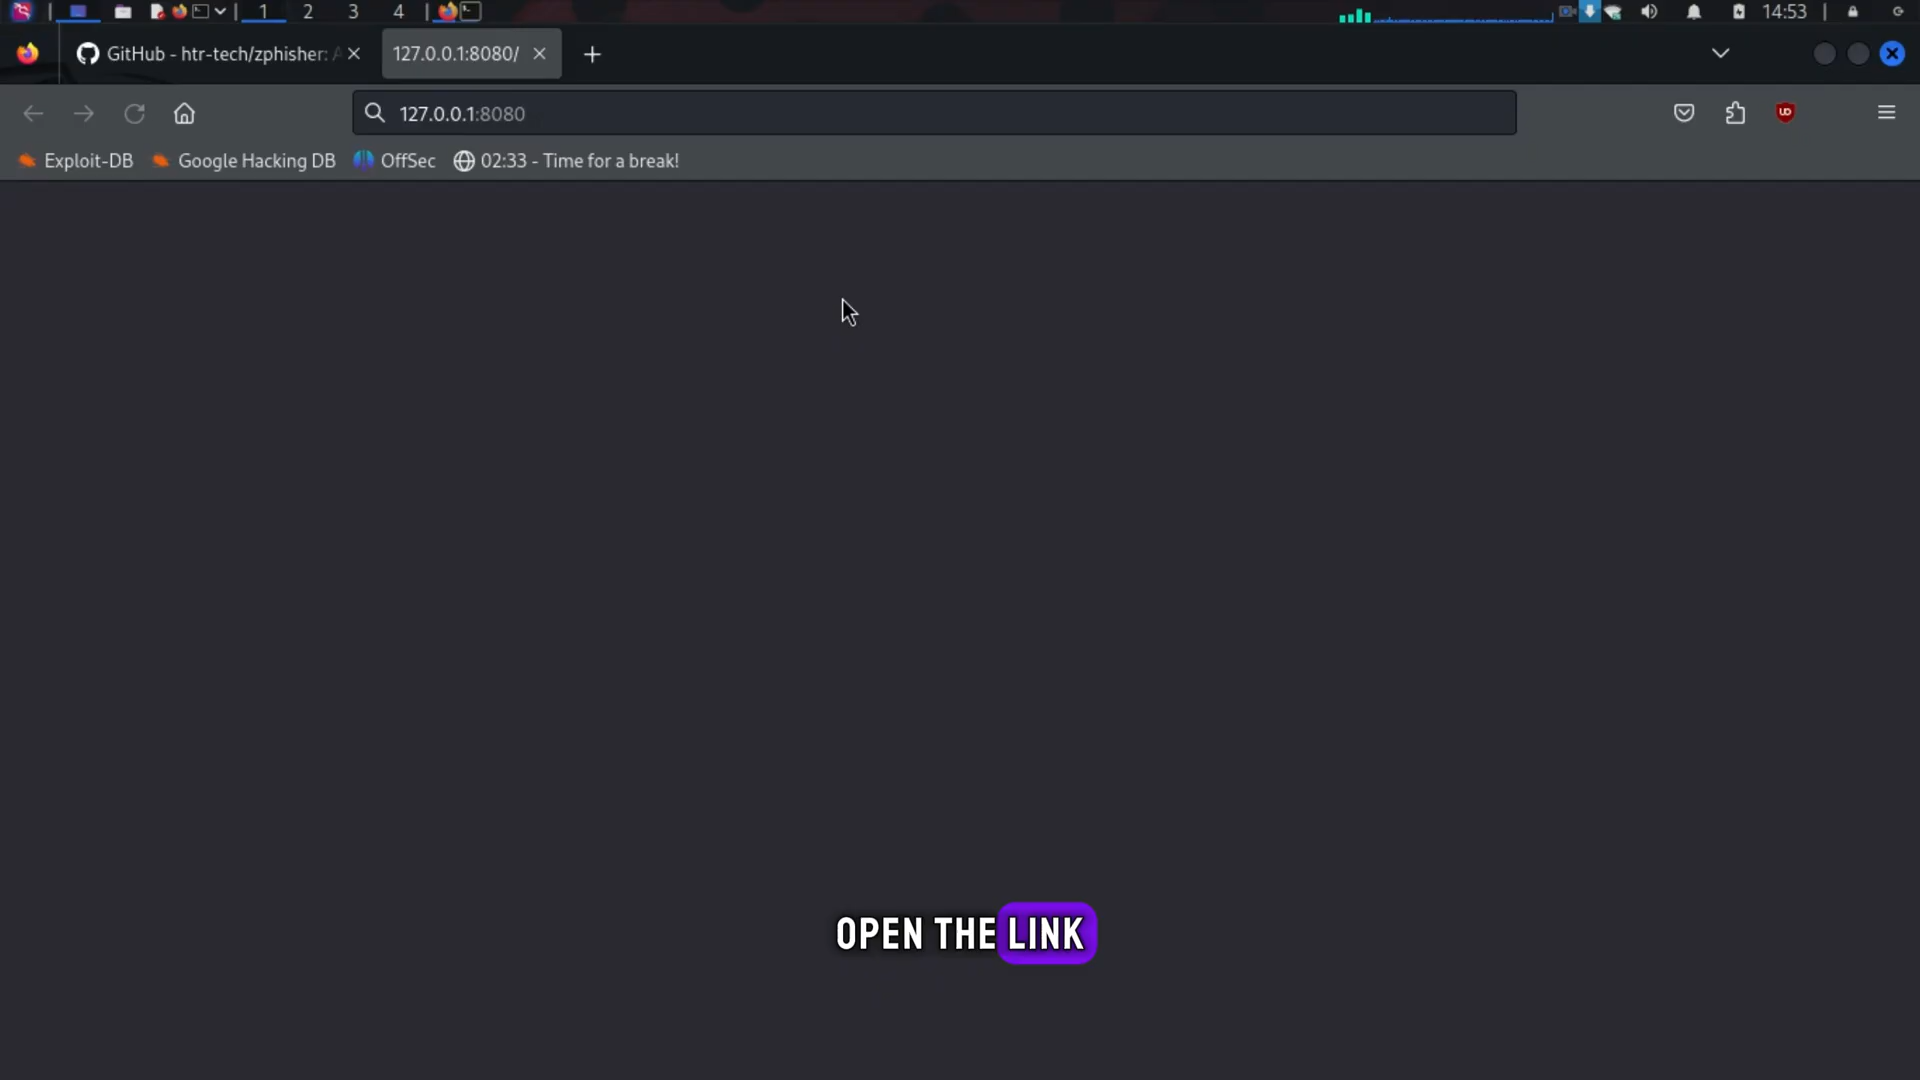 1 2 3 4 14:53
GitHub - htr-tech/zphisher: A 127.0.0.1:8080/
127.0.0.1:8080
Exploit-DB Google Hacking DB OffSec 02:33 - Time for a break!
OPEN THE LINK